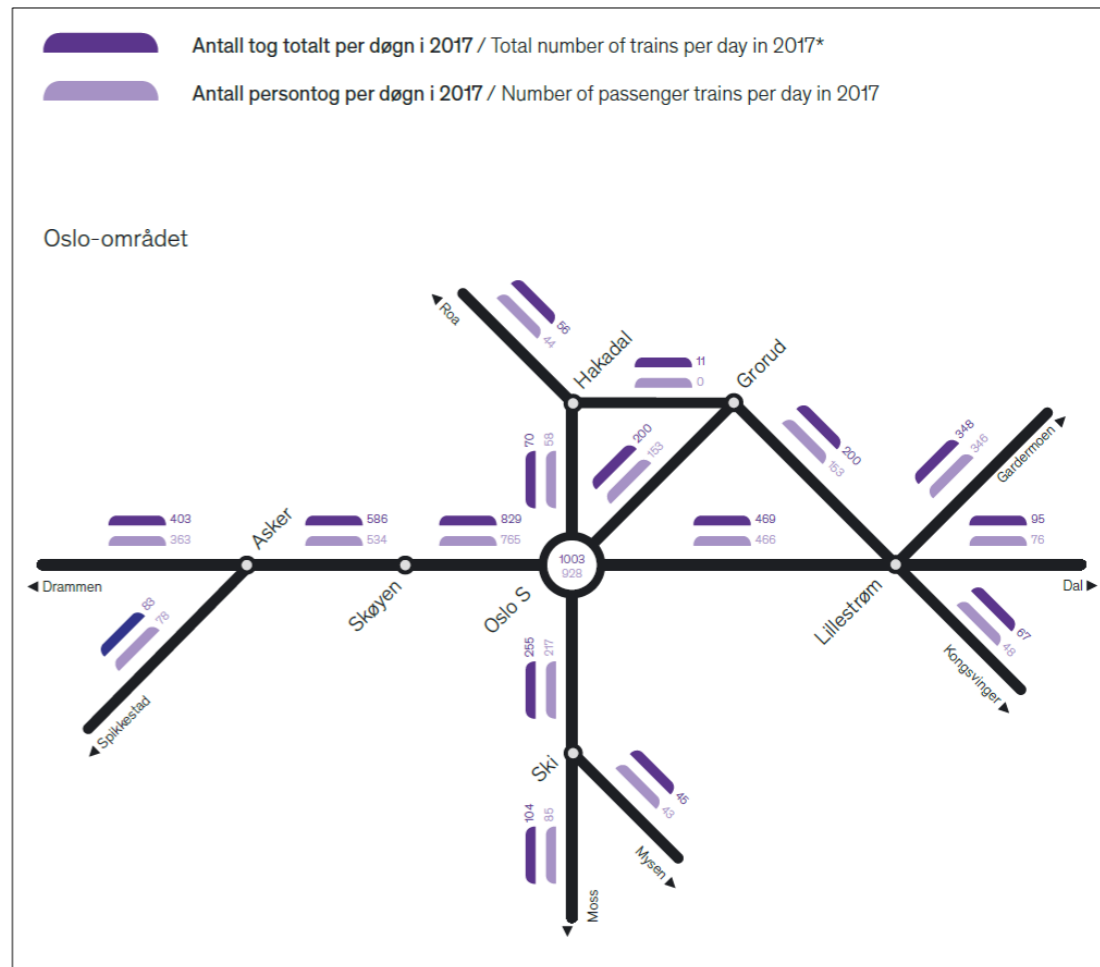 Antall tog totalt per døgn i 2017 / Total number of trains per day in 2017*
Antall persontog per døgn i 2017 / Number of passenger trains per day in 2017
Oslo-området
Roa
56
44
Hakadal
11
0
Grorud
70
58
200
153
200
153
348
346
Gardermoen
403
363
Asker
586
534
829
765
1003
928
469
466
95
76
Drammen
Skøyen
Oslo S
Lillestrøm
Dal
83
78
Spikkestad
67
48
Kongsvinger
255
217
Ski
45
43
Mysen
104
85
Moss